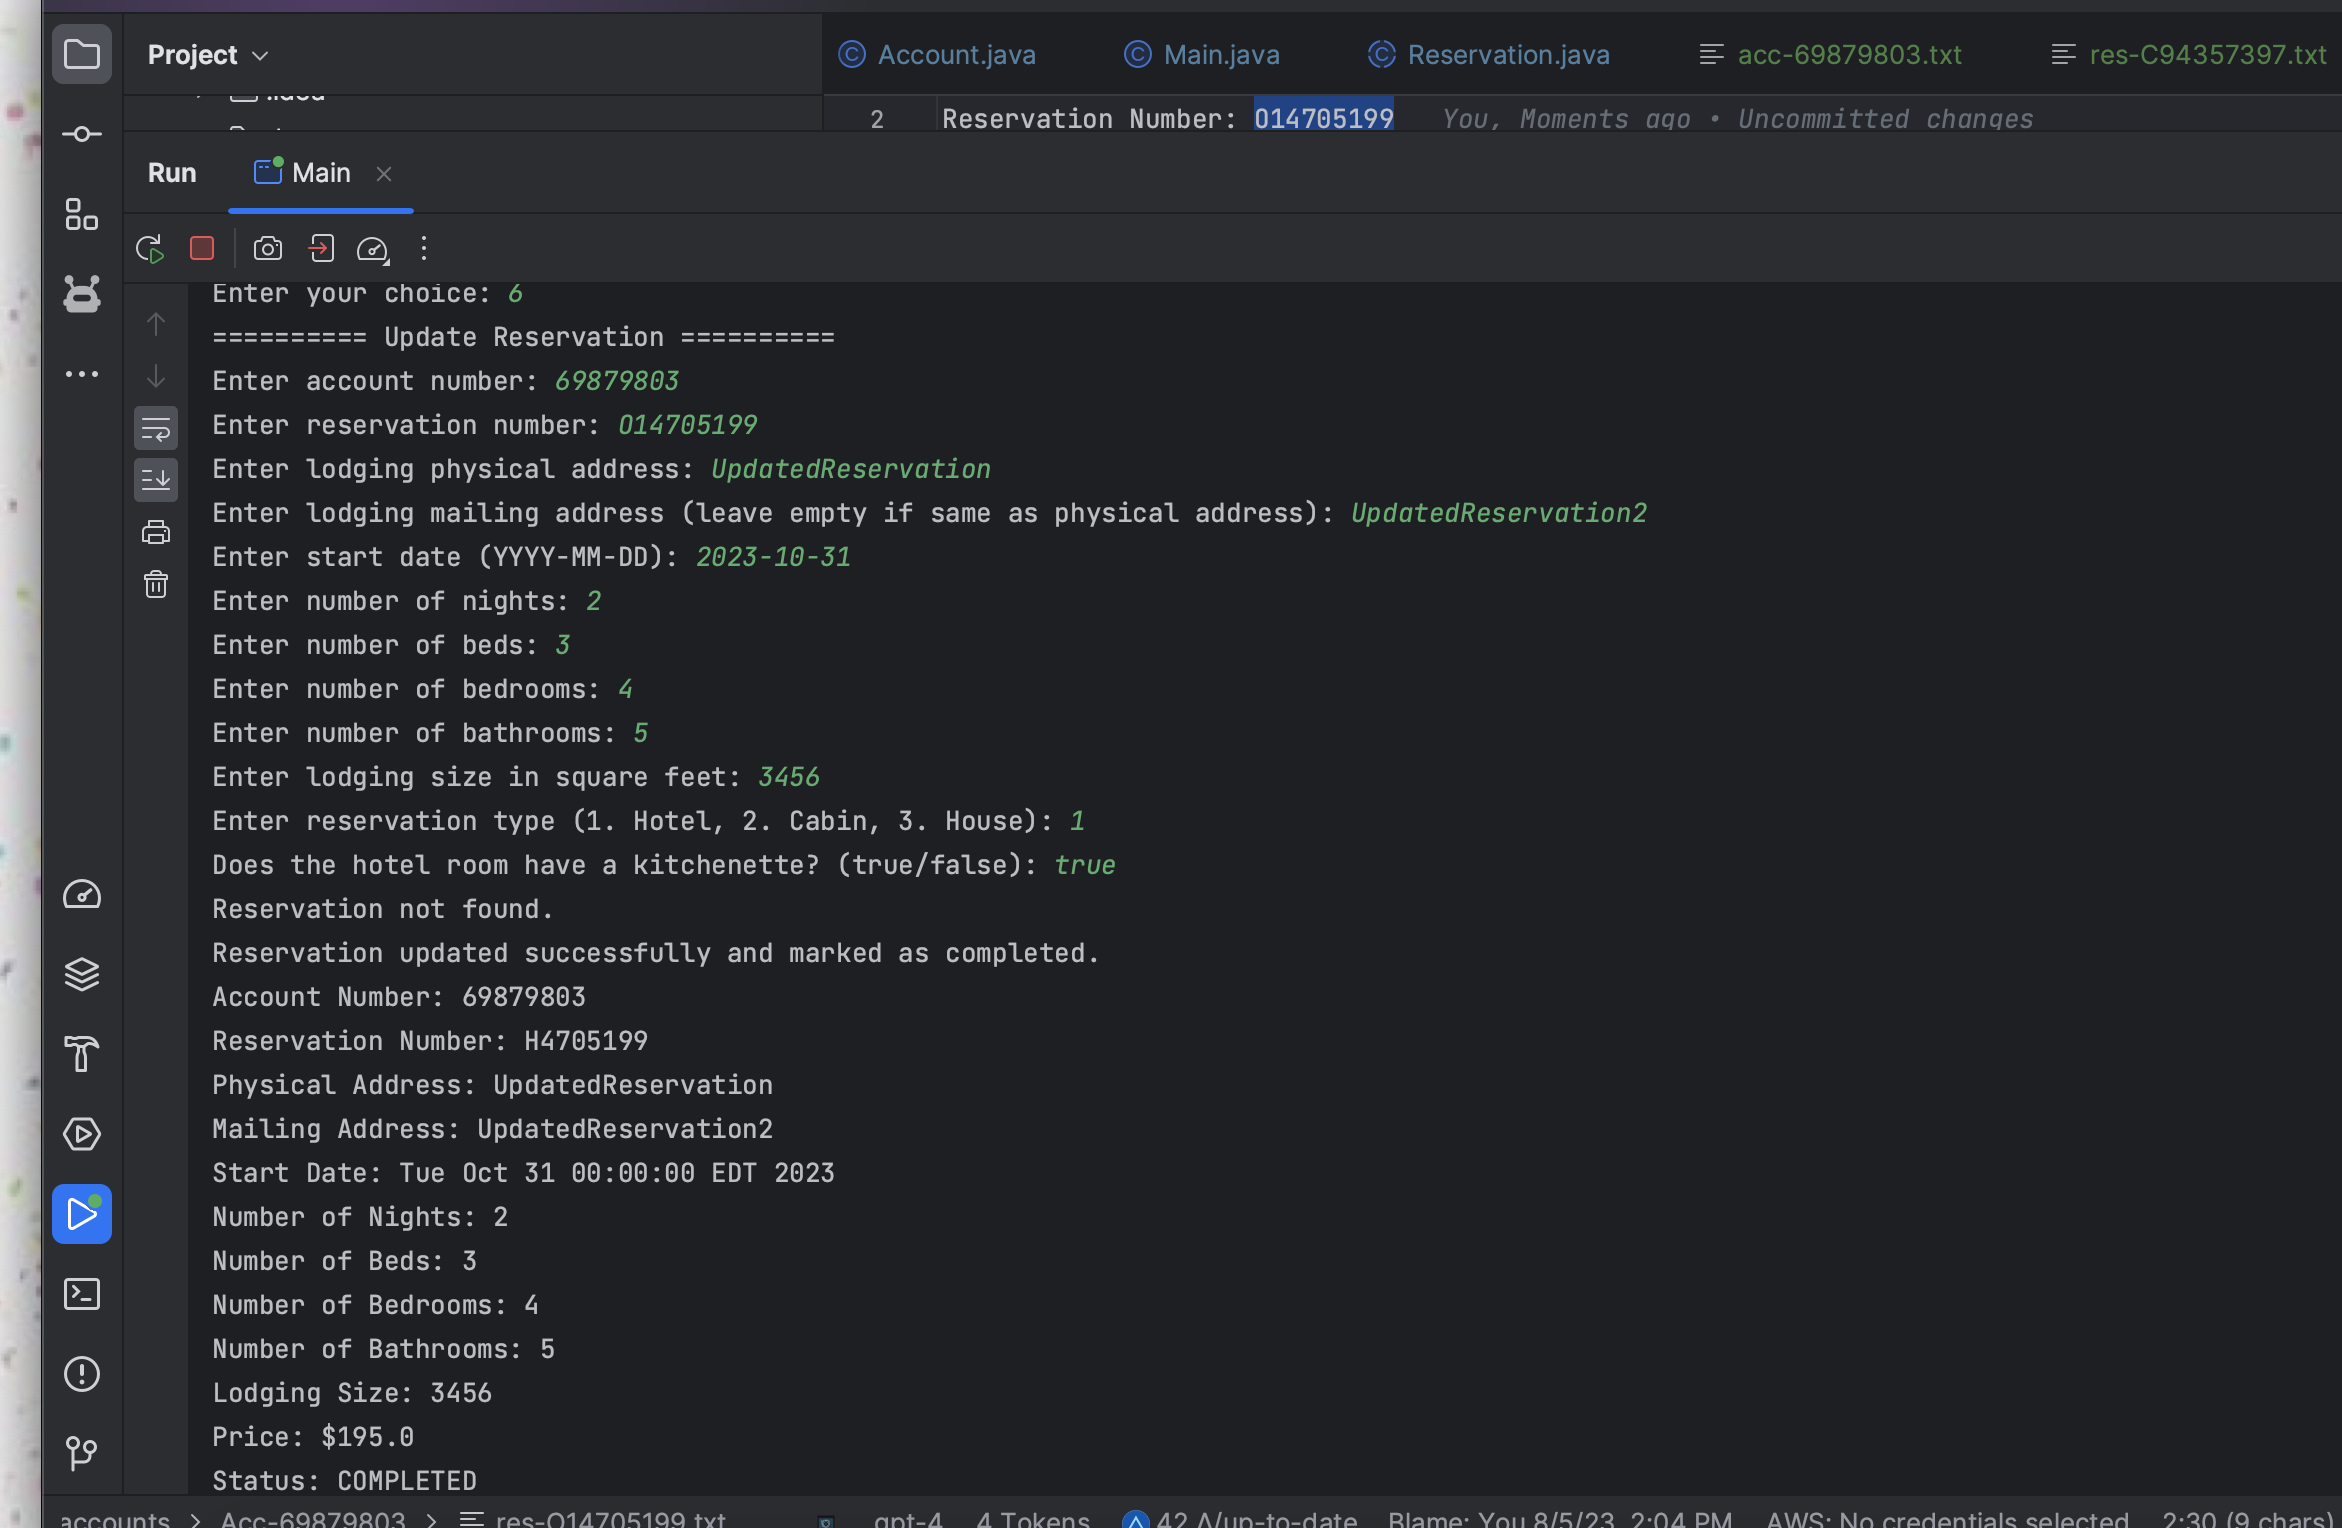 Project
Account.java
Main.java
Reservation.java
acc-69879803.txt
res-C94357397.txt
.idea
2 Reservation Number: O14705199 You, Moments ago • Uncommitted changes
Run Main
Enter your choice: 6
========== Update Reservation ==========
Enter account number: 69879803
Enter reservation number: O14705199
Enter lodging physical address: UpdatedReservation
Enter lodging mailing address (leave empty if same as physical address): UpdatedReservation2
Enter start date (YYYY-MM-DD): 2023-10-31
Enter number of nights: 2
Enter number of beds: 3
Enter number of bedrooms: 4
Enter number of bathrooms: 5
Enter lodging size in square feet: 3456
Enter reservation type (1. Hotel, 2. Cabin, 3. House): 1
Does the hotel room have a kitchenette? (true/false): true
Reservation not found.
Reservation updated successfully and marked as completed.
Account Number: 69879803
Reservation Number: H4705199
Physical Address: UpdatedReservation
Mailing Address: UpdatedReservation2
Start Date: Tue Oct 31 00:00:00 EDT 2023
Number of Nights: 2
Number of Beds: 3
Number of Bedrooms: 4
Number of Bathrooms: 5
Lodging Size: 3456
Price: $195.0
Status: COMPLETED
accounts > Acc-69879803 > res-O14705199.txt gpt-4 4 Tokens 42 Δ/up-to-date Blame: You 8/5/23, 2:04 PM AWS: No credentials selected 2:30 (9 chars)